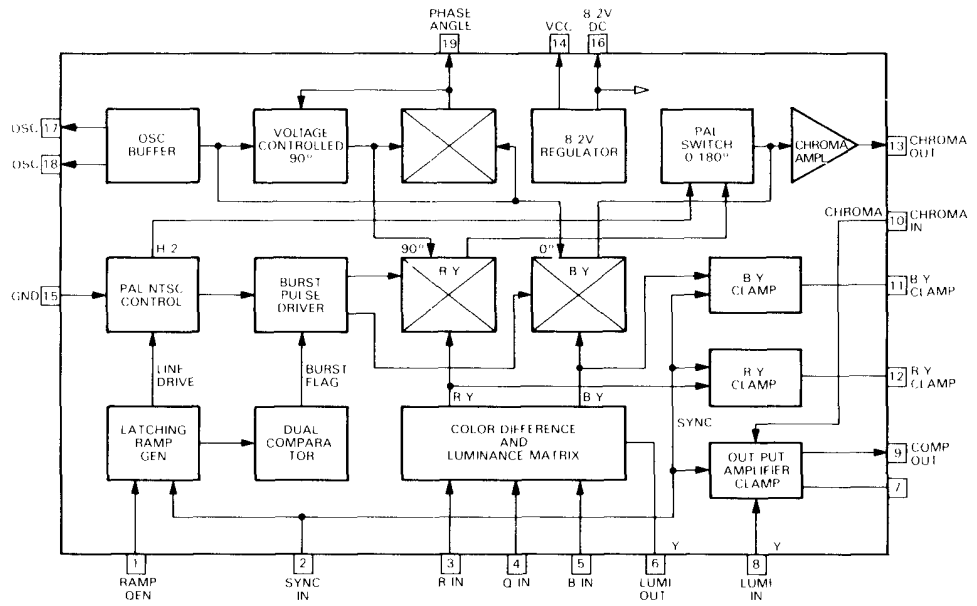 PHASE
ANGLE
19
VCC
14
8 2V
DC
16
OSC 17
OSC 18
OSC
BUFFER
VOLTAGE
CONTROLLED
90°
8 2V
REGULATOR
PAL
SWITCH
0 180°
CHROMA
AMPL
13 CHROMA
OUT
CHROMA
10 CHROMA
IN
H 2
90°
0°
GND 15
PAL NTSC
CONTROL
BURST
PULSE
DRIVER
R Y
B Y
B Y
CLAMP
11 B Y
CLAMP
LINE
DRIVE
BURST
FLAG
R Y
B Y
R Y
CLAMP
12 R Y
CLAMP
SYNC
LATCHING
RAMP
GEN
DUAL
COMPARA
TOR
COLOR DIFFERENCE
AND
LUMINANCE MATRIX
OUT PUT
AMPLIFIER
CLAMP
9 COMP
OUT
7
Y
Y
1
RAMP
GEN
2
SYNC
IN
3
R IN
4
Q IN
5
B IN
6
LUMI
OUT
8
LUMI
IN